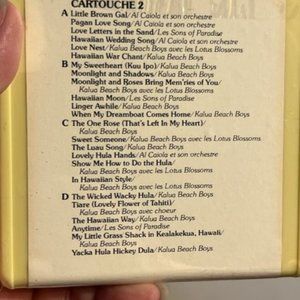 CARTOUCHE 2
A Little Brown Gal/Al Caiola et son orchestre
Pagan Love Song/Al Caiola et son orchestre
Love Letters in the Sand/Les Sons of Paradise
Hawaiian Wedding Song/Al Caiola et son orchestre
Love Nest/Kalua Beach Boys avec les Lotus Blossoms
Hawaiian War Chant/Kalua Beach Boys
B My Sweetheart (Kuu Ipo)/Kalua Beach Boys
Moonlight and Shadows/Kalua Beach Boys
Moonlight and Roses Bring Mem'ries of You/
Kalua Beach Boys avec les Lotus Blossoms
Hawaiian Moon/Les Sons of Paradise
Linger Awhile/Kalua Beach Boys
When My Dreamboat Comes Home/Kalua Beach Boys
C The One Rose (That's Left In My Heart)/
Kalua Beach Boys
Sweet Someone/Kalua Beach Boys avec les Lotus Blossoms
The Luau Song/Kalua Beach Boys
Lovely Hula Hands/Al Caiola et son orchestre
Show Me How to Do the Hula/
Kalua Beach Boys avec les Lotus Blossoms
In Hawaiian Style/
Kalua Beach Boys avec les Lotus Blossoms
D The Wicked Wacky Hula/Kalua Beach Boys
Tiare (Lovely Flower of Tahiti)/
Kalua Beach Boys avec choeur
The Hawaiian Way/Kalua Beach Boys
Anytime/Les Sons of Paradise
My Little Grass Shack in Kealakekua, Hawaii/
Kalua Beach Boys
Yacka Hula Hickey Dula/Kalua Beach Boys